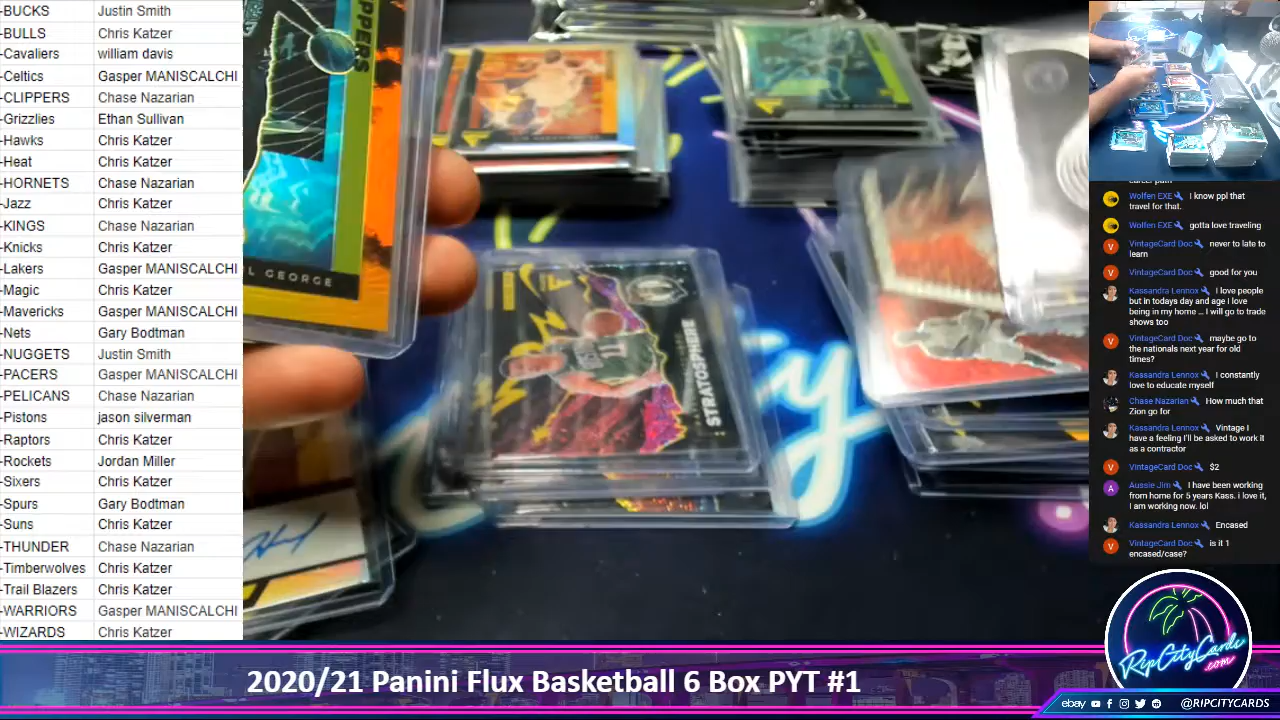 -BUCKS Justin Smith
-BULLS Chris Katzer
-Cavaliers william davis
-Celtics Gasper MANISCALCHI
-CLIPPERS Chase Nazarian
-Grizzlies Ethan Sullivan
-Hawks Chris Katzer
-Heat Chris Katzer
-HORNETS Chase Nazarian
-Jazz Chris Katzer
-KINGS Chase Nazarian
-Knicks Chris Katzer
-Lakers Gasper MANISCALCHI
-Magic Chris Katzer
-Mavericks Gasper MANISCALCHI
-Nets Gary Bodtman
-NUGGETS Justin Smith
-PACERS Gasper MANISCALCHI
-PELICANS Chase Nazarian
-Pistons jason silverman
-Raptors Chris Katzer
-Rockets Jordan Miller
-Sixers Chris Katzer
-Spurs Gary Bodtman
-Suns Chris Katzer
-THUNDER Chase Nazarian
-Timberwolves Chris Katzer
-Trail Blazers Chris Katzer
-WARRIORS Gasper MANISCALCHI
-WIZARDS Chris Katzer
PPERS
L GEORGE
STRATOSPHERE
Wolfen EXE I know ppl that
travel for that.
Wolfen EXE gotta love traveling
VintageCard Doc never to late to
learn
VintageCard Doc good for you
Kassandra Lennox I love people
but in todays day and age I love
being in my home ... I will go to trade
shows too
VintageCard Doc maybe go to
the nationals next year for old
times?
Kassandra Lennox I constantly
love to educate myself
Chase Nazarian How much that
Zion go for
Kassandra Lennox Vintage I
have a feeling I'll be asked to work it
as a contractor
VintageCard Doc $2
Aussie Jim I have been working
from home for 5 years Kass. i love it,
I am working now. lol
Kassandra Lennox Encased
VintageCard Doc is it 1
encased/case?
RipCityCards
.com
2020/21 Panini Flux Basketball 6 Box PYT #1
ebay @RIPCITYCARDS